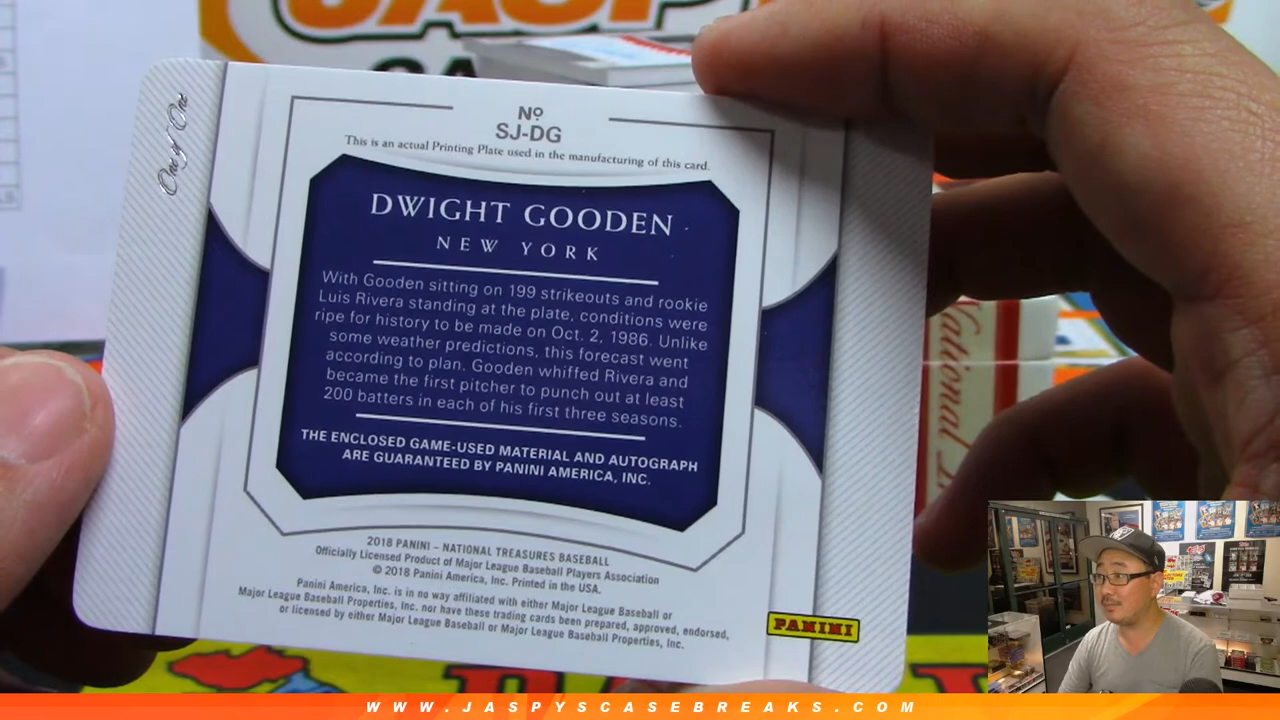 JASPY
CA
One of One
Nº
SJ-DG
This is an actual Printing Plate used in the manufacturing of this card.
DWIGHT GOODEN
NEW YORK
With Gooden sitting on 199 strikeouts and rookie
Luis Rivera standing at the plate, conditions were
ripe for history to be made on Oct. 2, 1986. Unlike
some weather predictions, this forecast went
according to plan. Gooden whiffed Rivera and
became the first pitcher to punch out at least
200 batters in each of his first three seasons.
THE ENCLOSED GAME-USED MATERIAL AND AUTOGRAPH
ARE GUARANTEED BY PANINI AMERICA, INC.
2018 PANINI – NATIONAL TREASURES BASEBALL
Officially Licensed Product of Major League Baseball Players Association
© 2018 Panini America, Inc. Printed in the USA.
Panini America, Inc. is in no way affiliated with either Major League Baseball or
Major League Baseball Properties, Inc. nor have these trading cards been prepared, approved, endorsed,
or licensed by either Major League Baseball or Major League Baseball Properties, Inc.
PANINI
National
WWW.JASPYSCASEBREAKS.COM